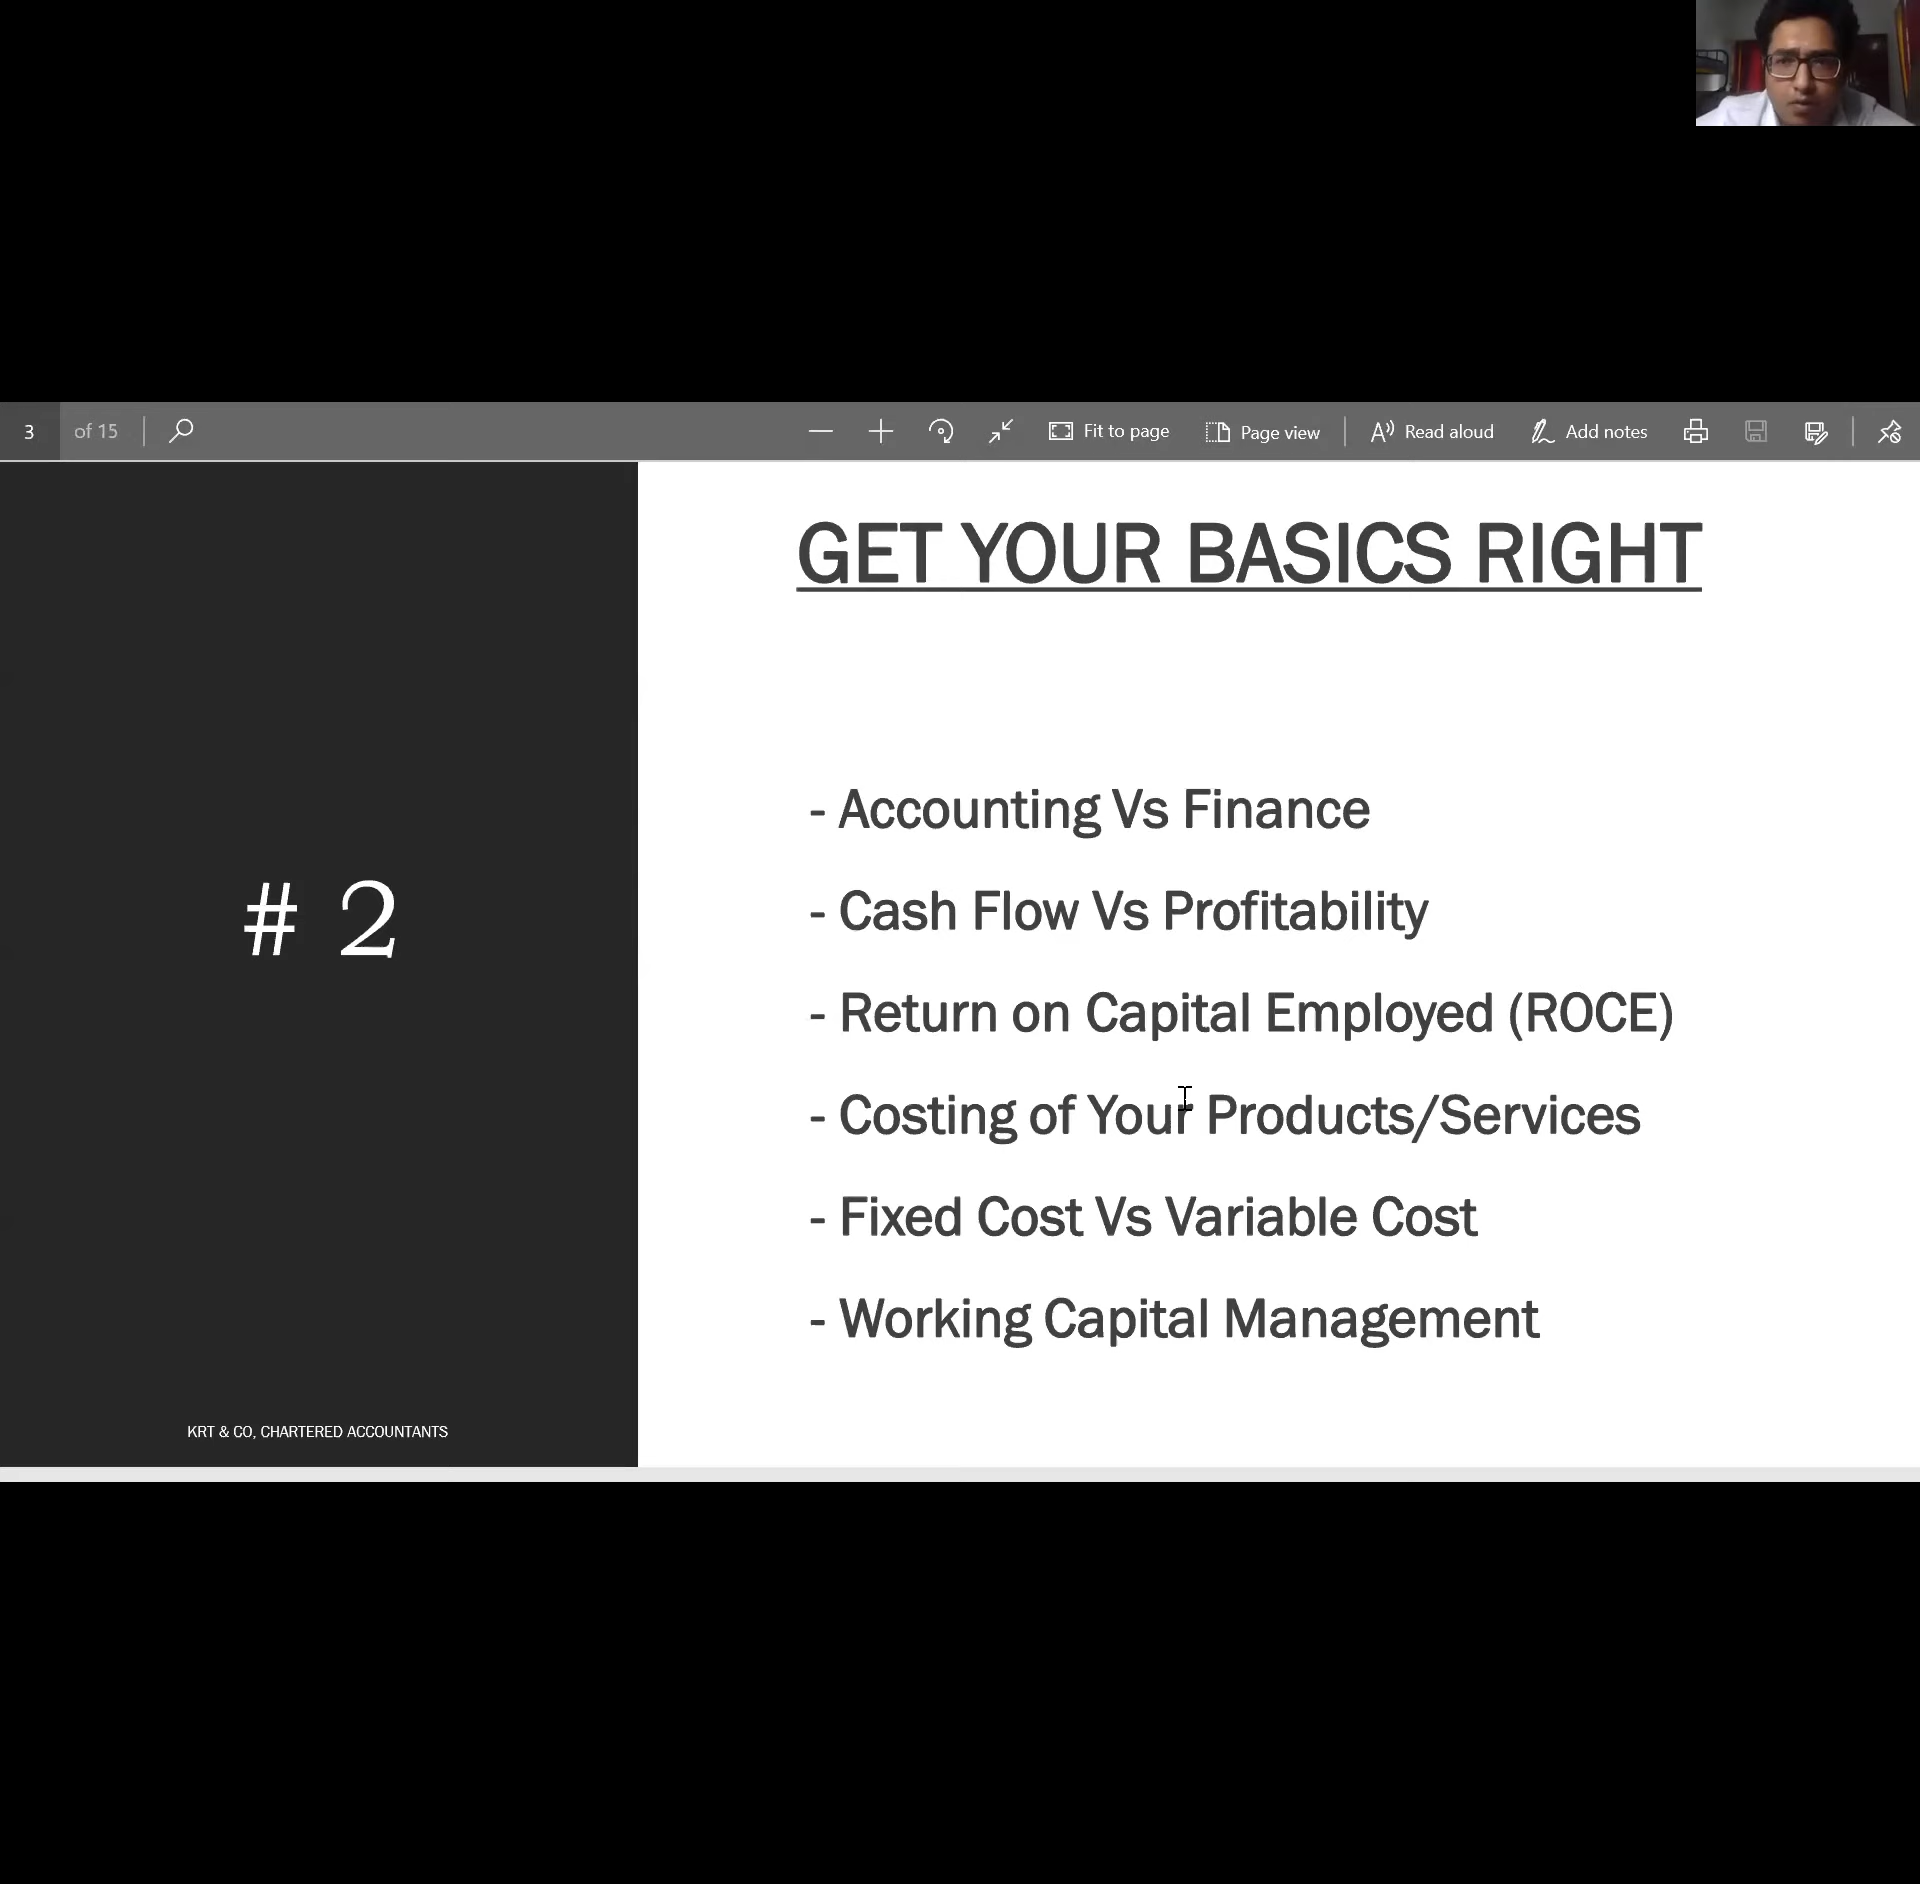 3 of 15 Fit to page Page view Read aloud Add notes
GET YOUR BASICS RIGHT
- Accounting Vs Finance
- Cash Flow Vs Profitability
# 2
- Return on Capital Employed (ROCE)
- Costing of Your Products/Services
- Fixed Cost Vs Variable Cost
- Working Capital Management
KRT & CO, CHARTERED ACCOUNTANTS